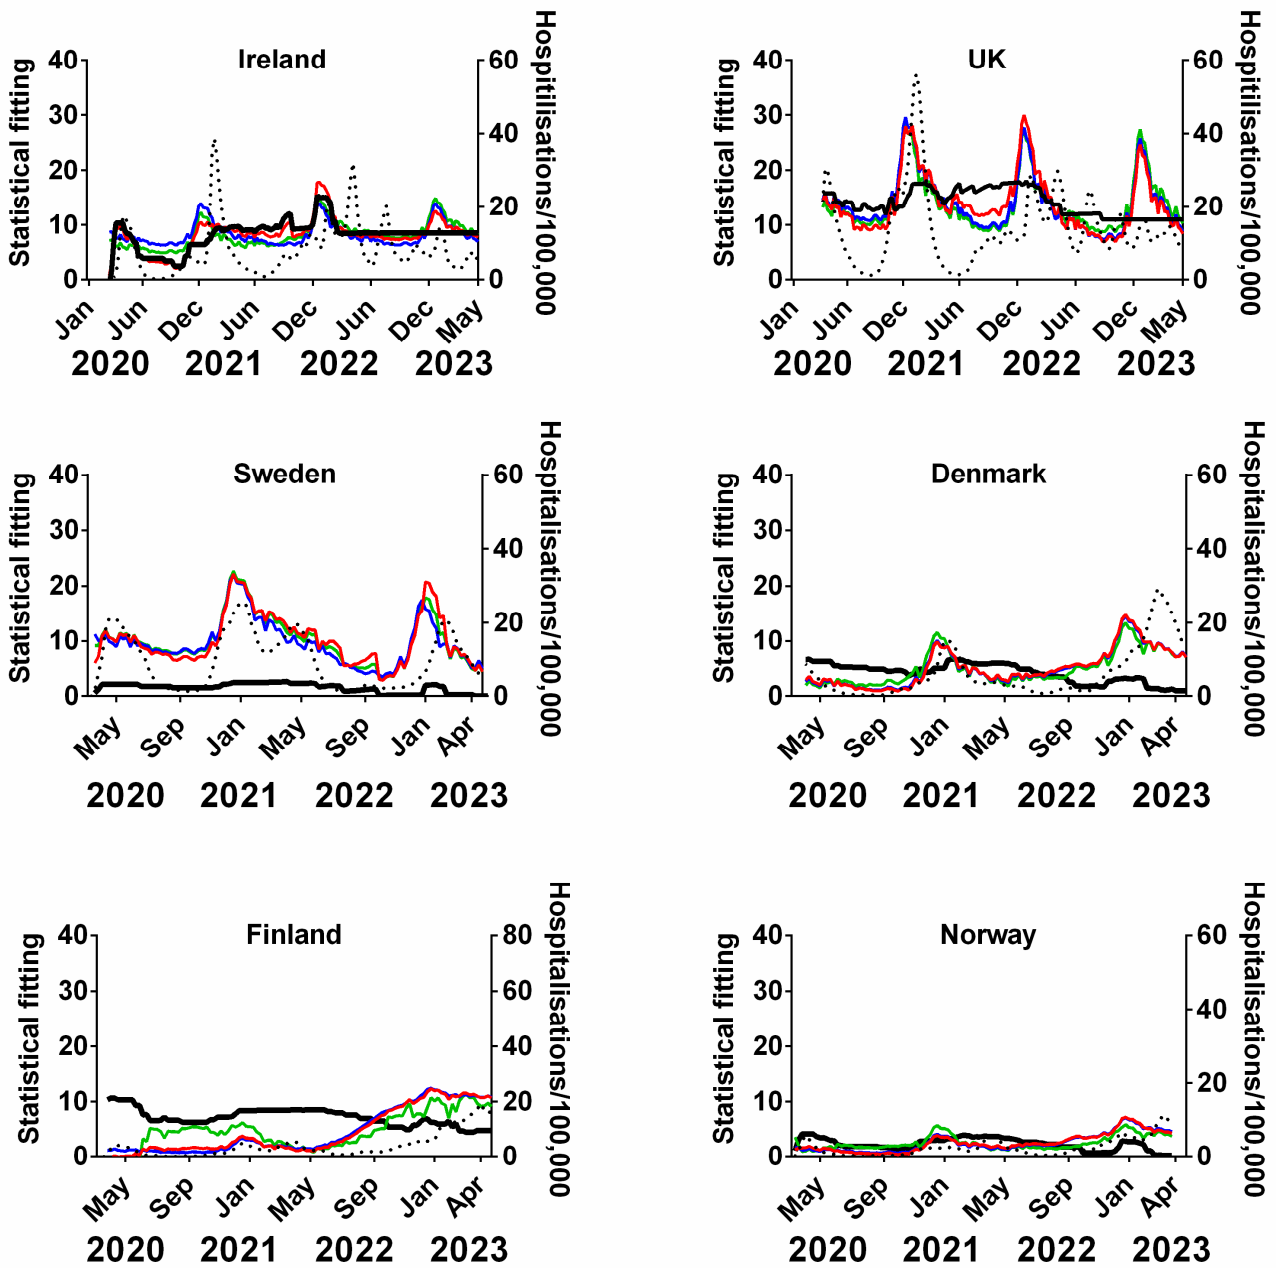 Ireland
Statistical fitting
40
30
20
10
0
60
40
20
0
Hospitilisations/100,000
Jan Jun Dec Jun Dec Jun Dec May
2020 2021 2022 2023
UK
Statistical fitting
40
30
20
10
0
60
40
20
0
Hospitilisations/100,000
Jan Jun Dec Jun Dec Jun Dec May
2020 2021 2022 2023
Sweden
Statistical fitting
40
30
20
10
0
60
40
20
0
Hospitalisations/100,000
May Sep Jan May Sep Jan Apr
2020 2021 2022 2023
Denmark
Statistical fitting
40
30
20
10
0
60
40
20
0
Hospitalisations/100,000
May Sep Jan May Sep Jan Apr
2020 2021 2022 2023
Finland
Statistical fitting
40
30
20
10
0
80
60
40
20
0
Hospitalisations/100,000
May Sep Jan May Sep Jan Apr
2020 2021 2022 2023
Norway
Statistical fitting
40
30
20
10
0
60
40
20
0
Hospitalisations/100,000
May Sep Jan May Sep Jan Apr
2020 2021 2022 2023